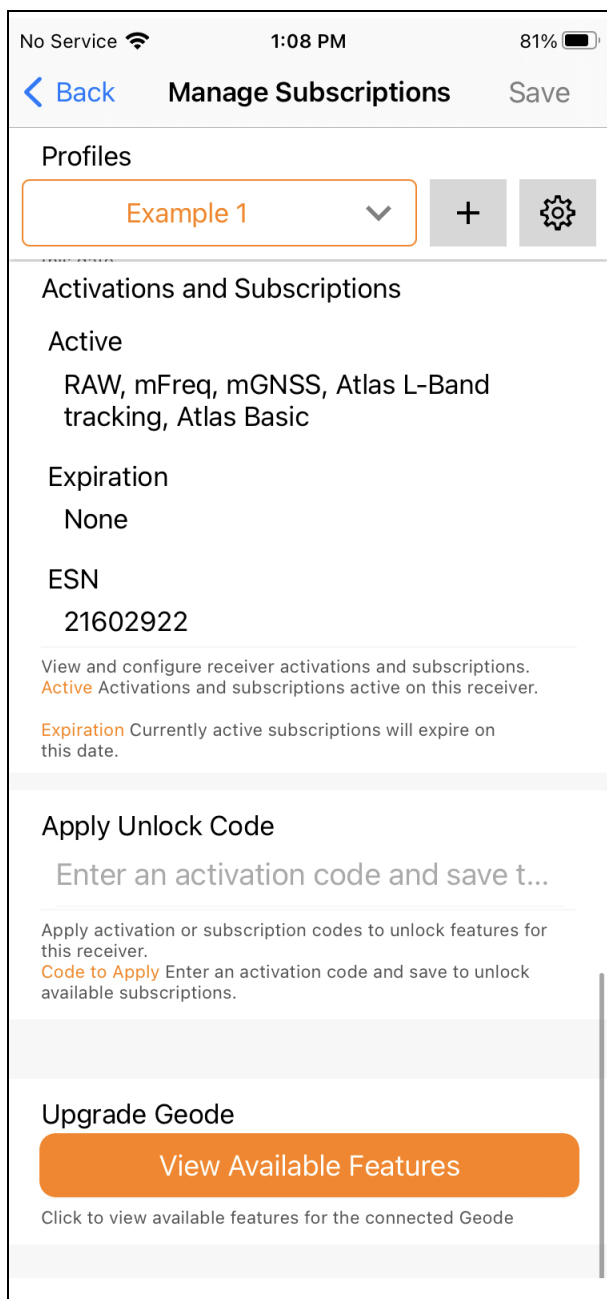 No Service 1:08 PM 81%
Back Manage Subscriptions Save
Profiles
Example 1 +
Activations and Subscriptions
Active
RAW, mFreq, mGNSS, Atlas L-Band
tracking, Atlas Basic
Expiration
None
ESN
21602922
View and configure receiver activations and subscriptions.
Active Activations and subscriptions active on this receiver.
Expiration Currently active subscriptions will expire on
this date.
Apply Unlock Code
Enter an activation code and save t...
Apply activation or subscription codes to unlock features for
this receiver.
Code to Apply Enter an activation code and save to unlock
available subscriptions.
Upgrade Geode
View Available Features
Click to view available features for the connected Geode